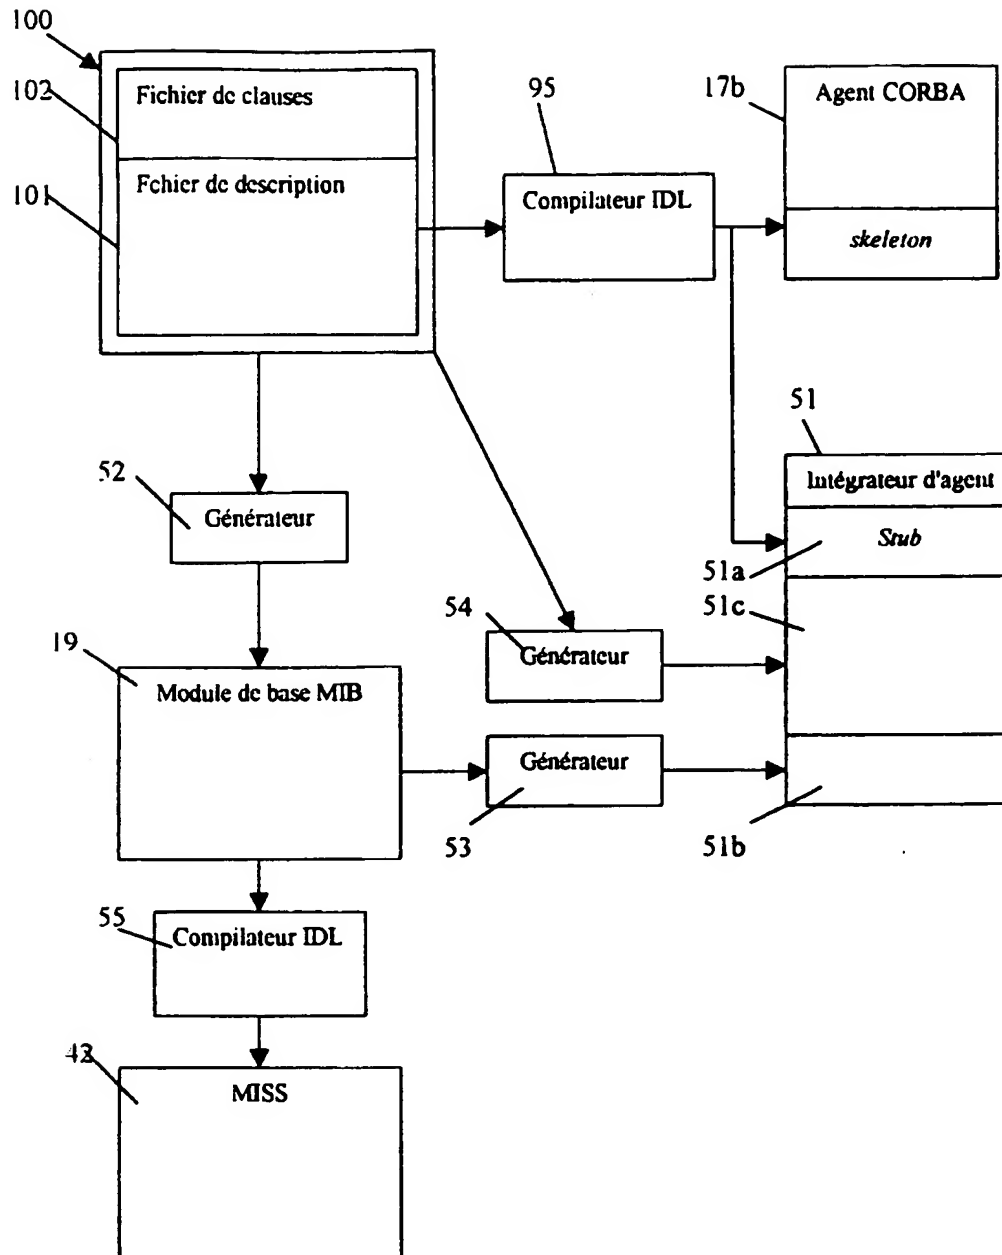 100
102
Fichier de clauses
95
17b
Agent CORBA
101
Fchier de description
Compilateur IDL
skeleton
51
52
Générateur
Intégrateur d'agent
Stub
51a
51c
54
19
Générateur
Module de base MIB
Générateur
53
51b
55
Compilateur IDL
42
MISS